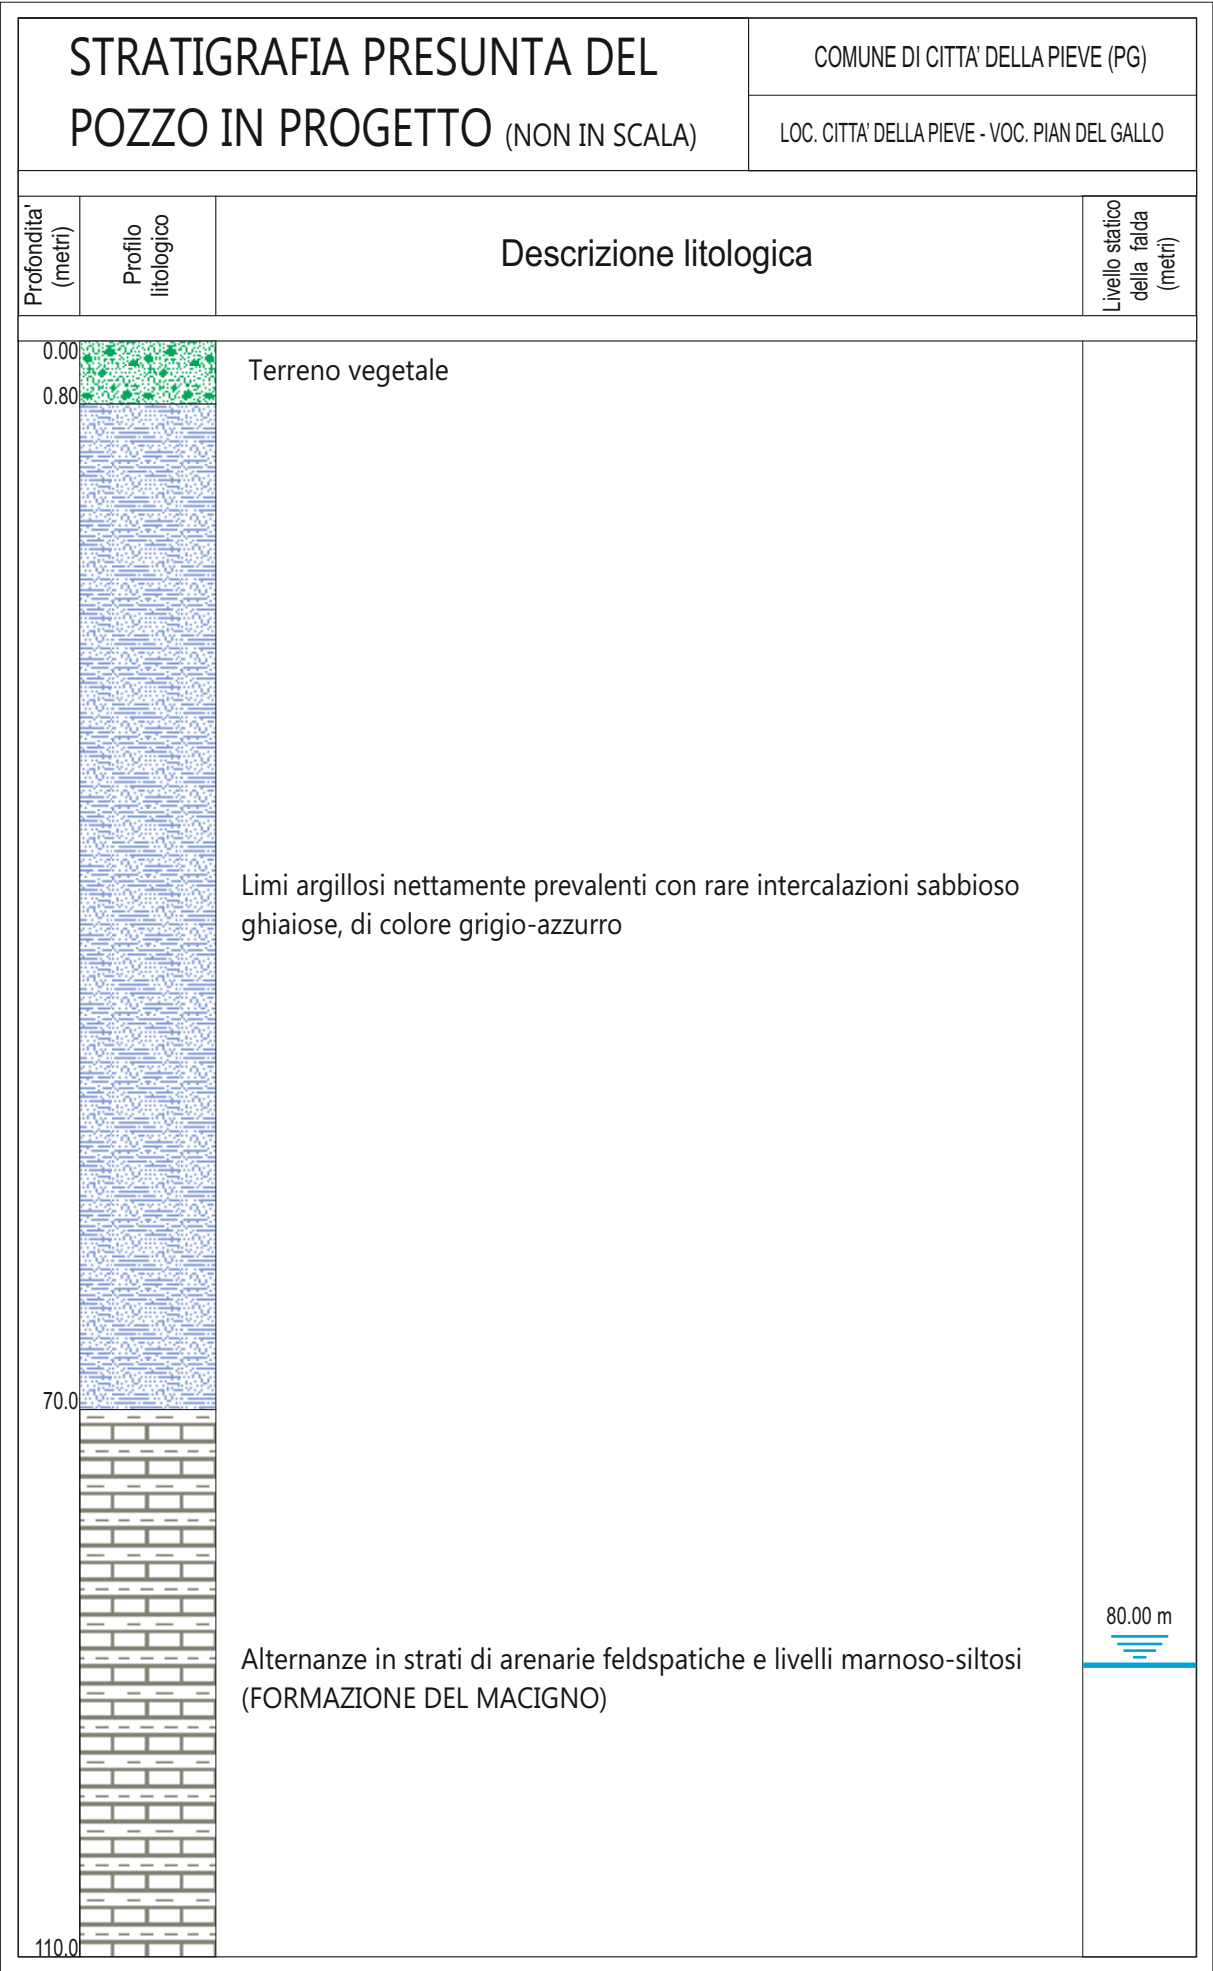 STRATIGRAFIA PRESUNTA DEL
POZZO IN PROGETTO (NON IN SCALA)
COMUNE DI CITTA' DELLA PIEVE (PG)
LOC. CITTA' DELLA PIEVE - VOC. PIAN DEL GALLO
Profondita'
(metri)
Profilo
litologico
Descrizione litologica
Livello statico
della falda
(metri)
0.00
Terreno vegetale
0.80
Limi argillosi nettamente prevalenti con rare intercalazioni sabbioso
ghiaiose, di colore grigio-azzurro
70.0
80.00 m
Alternanze in strati di arenarie feldspatiche e livelli marnoso-siltosi
(FORMAZIONE DEL MACIGNO)
110.0